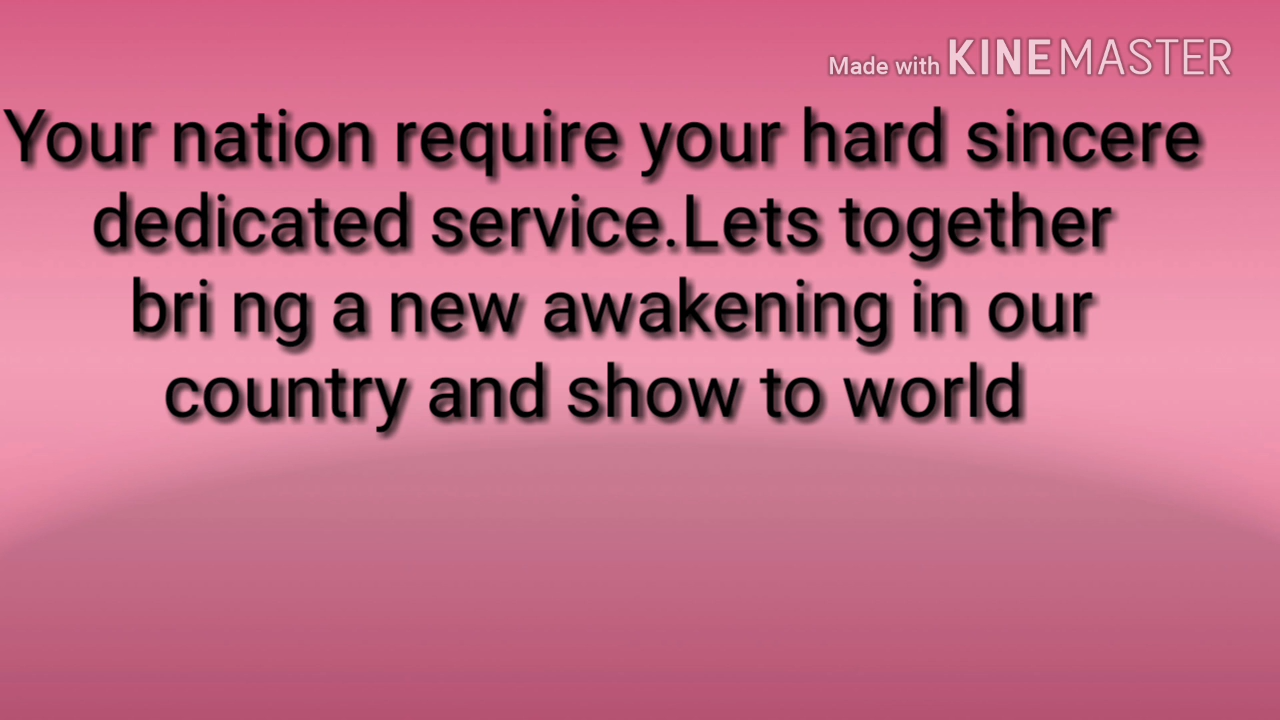 Made with KINEMASTER
Your nation require your hard sincere
dedicated service.Lets together
bri ng a new awakening in our
country and show to world